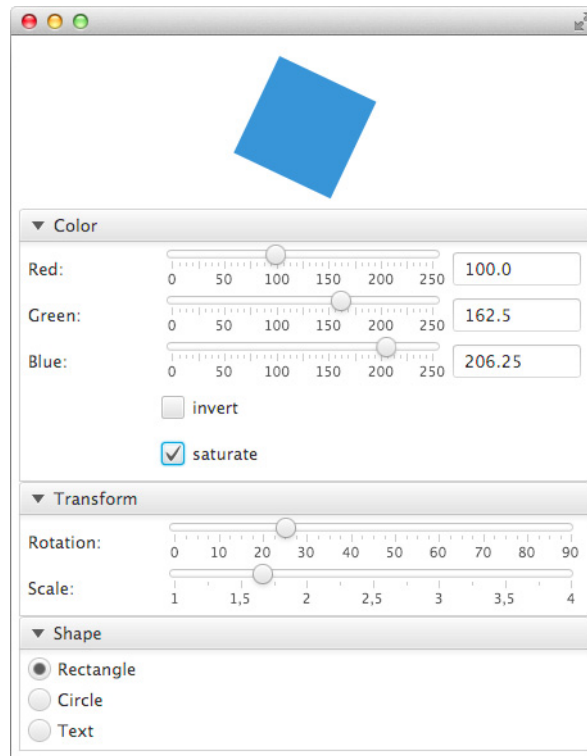 Color
Red:
0 50 100 150 200 250
100.0
Green:
0 50 100 150 200 250
162.5
Blue:
0 50 100 150 200 250
206.25
invert
saturate
Transform
Rotation:
0 10 20 30 40 50 60 70 80 90
Scale:
1 1,5 2 2,5 3 3,5 4
Shape
Rectangle
Circle
Text